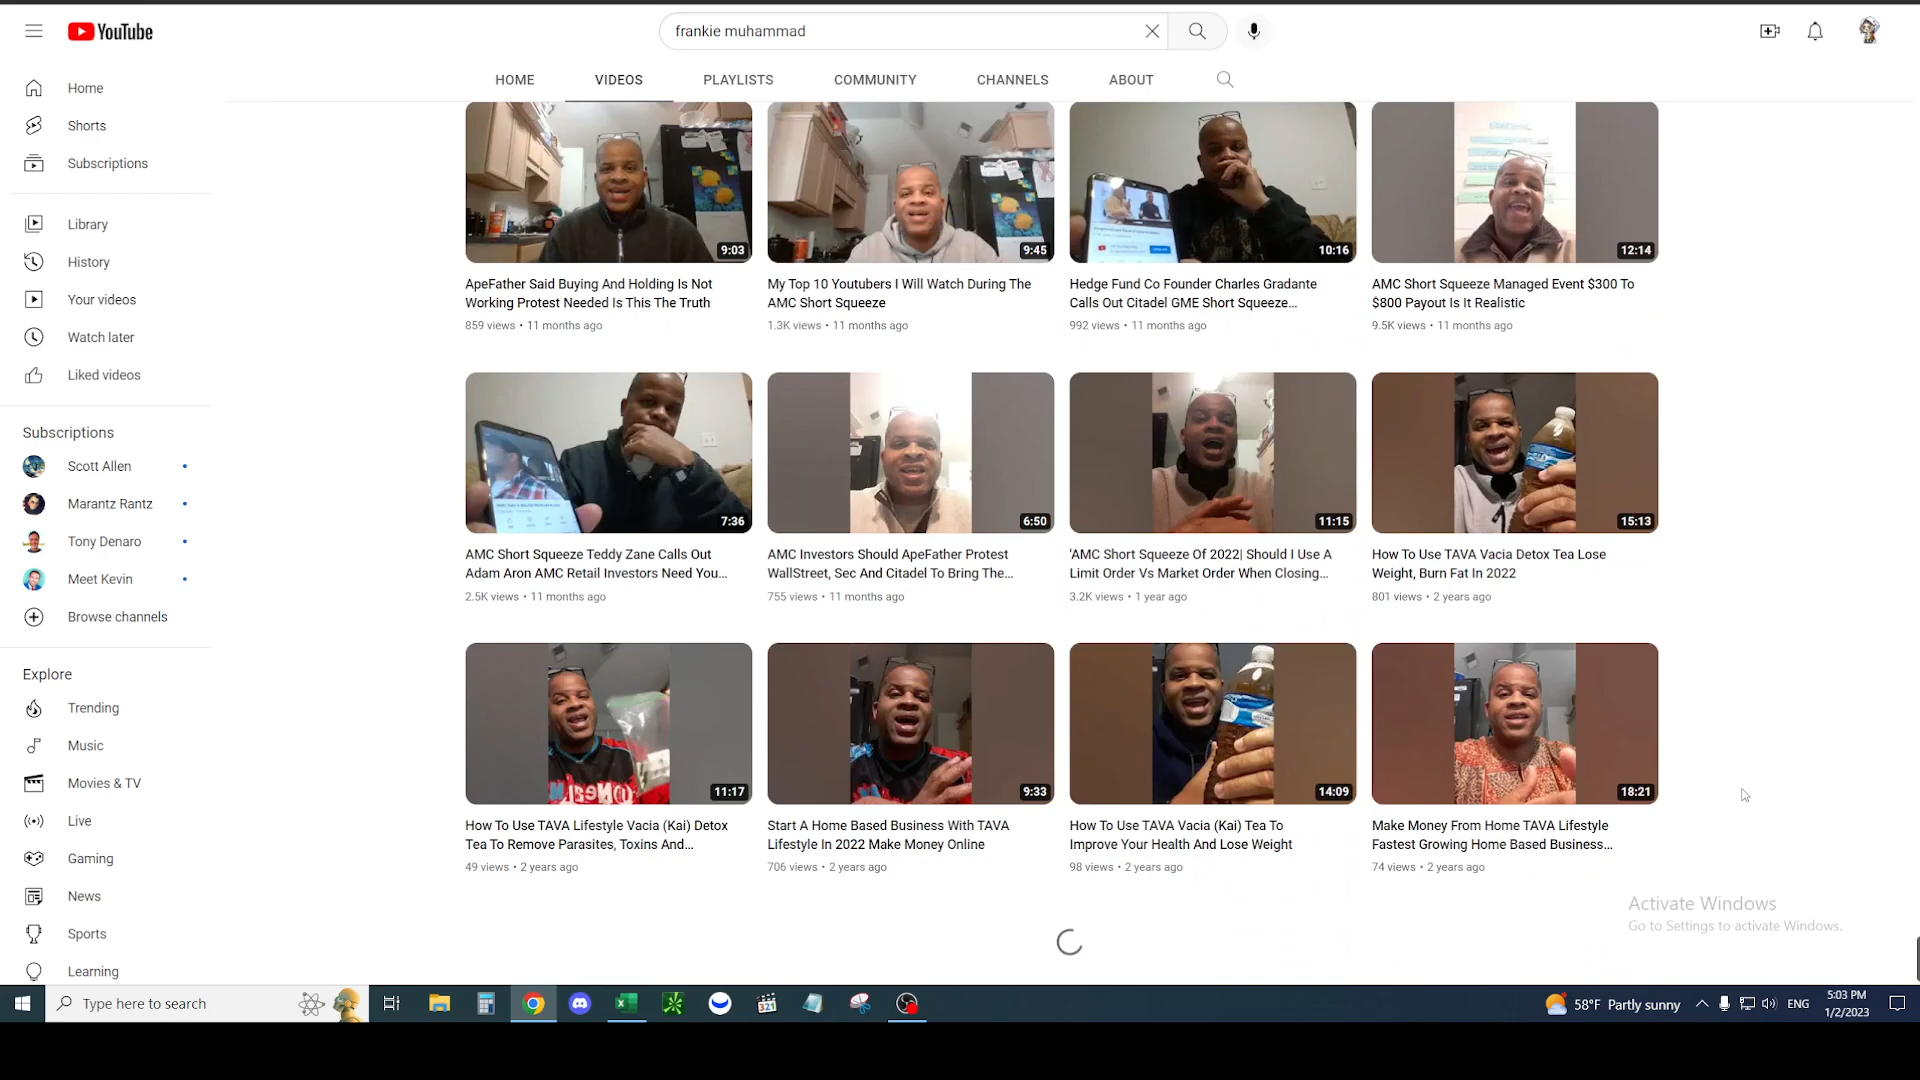 YouTube
frankie muhammad
HOME VIDEOS PLAYLISTS COMMUNITY CHANNELS ABOUT
Home
Shorts
Subscriptions
Library
History
Your videos
Watch later
Liked videos
Subscriptions
Scott Allen
Marantz Rantz
Tony Denaro
Meet Kevin
Browse channels
Explore
Trending
Music
Movies & TV
Live
Gaming
News
Sports
Learning
9:03
ApeFather Said Buying And Holding Is Not
Working Protest Needed Is This The Truth
859 views • 11 months ago
9:45
My Top 10 Youtubers I Will Watch During The
AMC Short Squeeze
1.3K views • 11 months ago
10:16
Hedge Fund Co Founder Charles Gradante
Calls Out Citadel GME Short Squeeze...
992 views • 11 months ago
12:14
AMC Short Squeeze Managed Event $300 To
$800 Payout Is It Realistic
9.5K views • 11 months ago
7:36
AMC Short Squeeze Teddy Zane Calls Out
Adam Aron AMC Retail Investors Need You...
2.5K views • 11 months ago
6:50
AMC Investors Should ApeFather Protest
WallStreet, Sec And Citadel To Bring The...
755 views • 11 months ago
11:15
'AMC Short Squeeze Of 2022| Should I Use A
Limit Order Vs Market Order When Closing...
3.2K views • 1 year ago
15:13
How To Use TAVA Vacia Detox Tea Lose
Weight, Burn Fat In 2022
801 views • 2 years ago
11:17
How To Use TAVA Lifestyle Vacia (Kai) Detox
Tea To Remove Parasites, Toxins And...
49 views • 2 years ago
9:33
Start A Home Based Business With TAVA
Lifestyle In 2022 Make Money Online
706 views • 2 years ago
14:09
How To Use TAVA Vacia (Kai) Tea To
Improve Your Health And Lose Weight
98 views • 2 years ago
18:21
Make Money From Home TAVA Lifestyle
Fastest Growing Home Based Business...
74 views • 2 years ago
Activate Windows
Go to Settings to activate Windows.
Type here to search
321
58°F Partly sunny
ENG
5:03 PM
1/2/2023